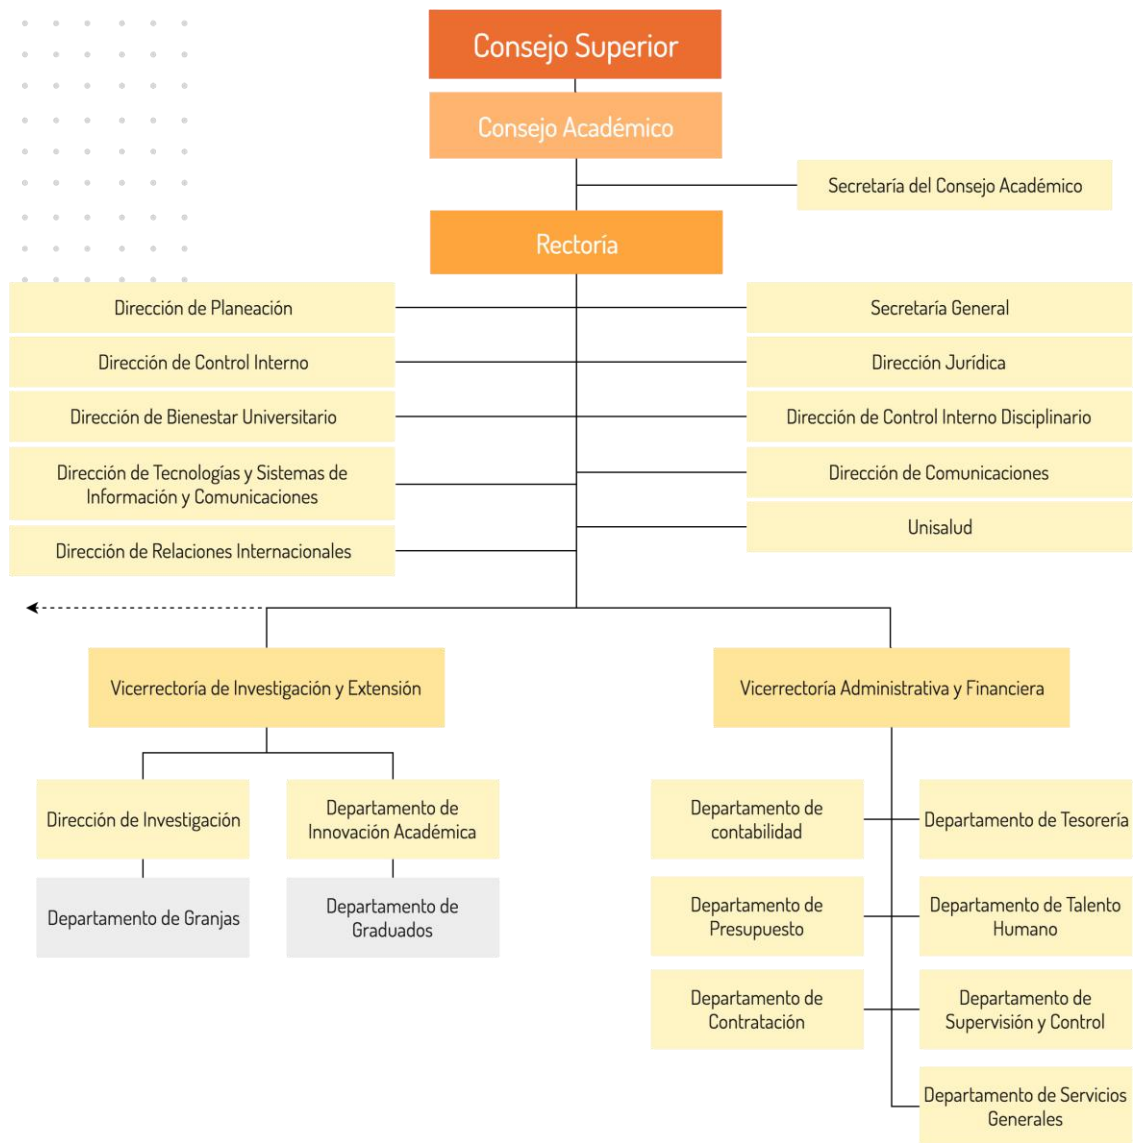 Consejo Superior
Consejo Académico
Secretaría del Consejo Académico
Rectoría
Dirección de Planeación
Secretaría General
Dirección de Control Interno
Dirección Jurídica
Dirección de Bienestar Universitario
Dirección de Control Interno Disciplinario
Dirección de Tecnologías y Sistemas de
Información y Comunicaciones
Dirección de Comunicaciones
Unisalud
Dirección de Relaciones Internacionales
Vicerrectoría de Investigación y Extensión
Vicerrectoría Administrativa y Financiera
Dirección de Investigación
Departamento de
Innovación Académica
Departamento de
contabilidad
Departamento de Tesorería
Departamento de Granjas
Departamento de
Graduados
Departamento de
Presupuesto
Departamento de Talento
Humano
Departamento de
Contratación
Departamento de
Supervisión y Control
Departamento de Servicios
Generales